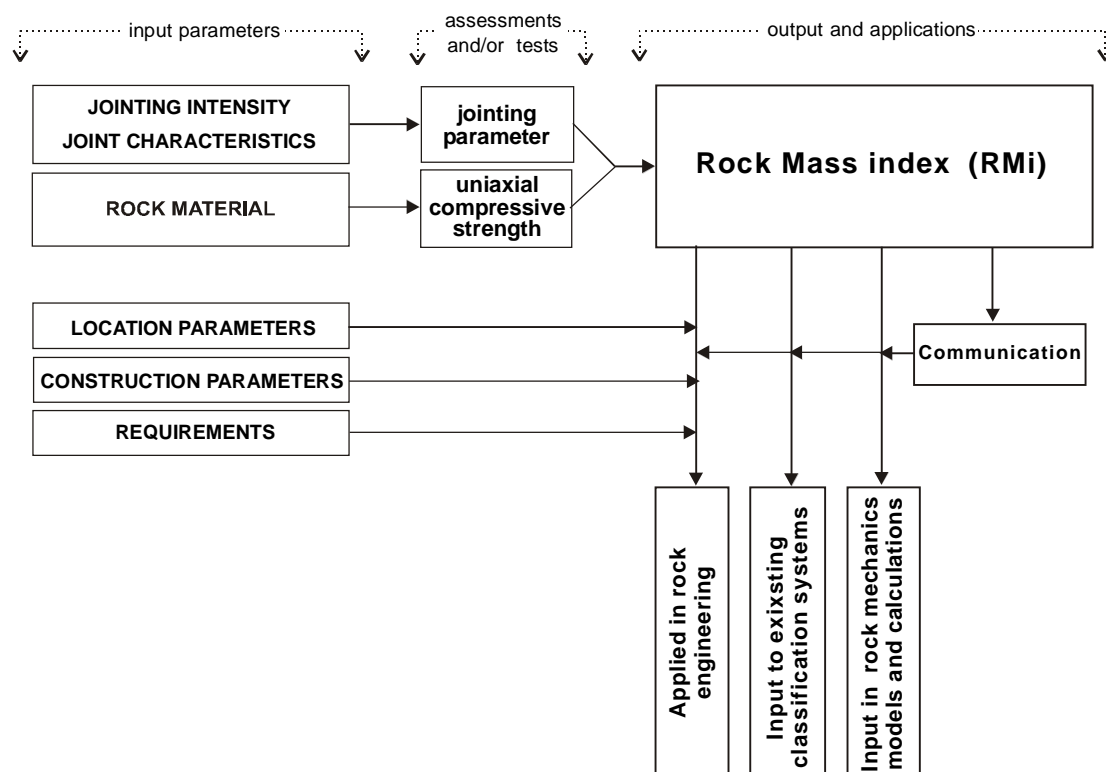 input parameters
assessments
and/or tests
output and applications
JOINTING INTENSITY
JOINT CHARACTERISTICS
jointing
parameter
Rock Mass index (RMi)
ROCK MATERIAL
uniaxial
compressive
strength
LOCATION PARAMETERS
Communication
CONSTRUCTION PARAMETERS
REQUIREMENTS
Applied in rock
engineering
Input to exixsting
classification systems
Input in rock mechanics
models and calculations